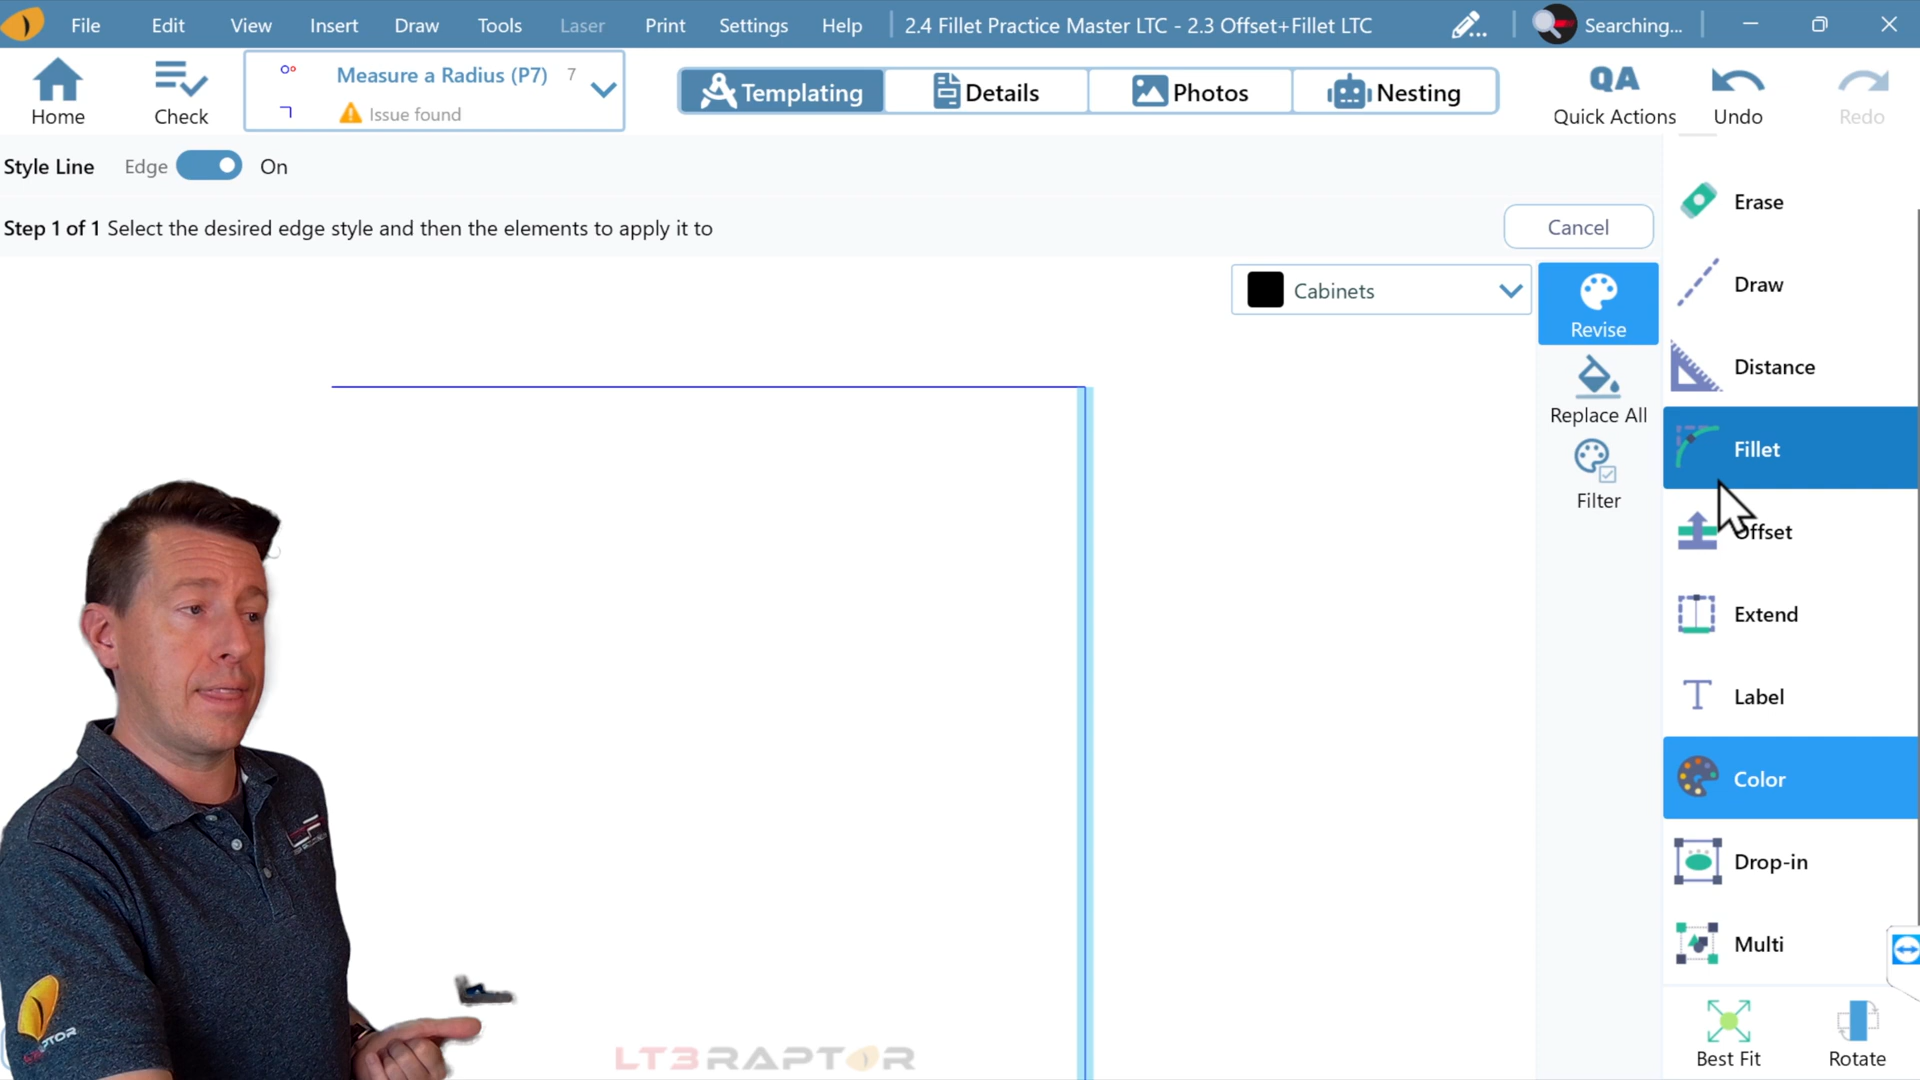 File Edit View Insert Draw Tools Laser Print Settings Help 2.4 Fillet Practice Master LTC - 2.3 Offset+Fillet LTC Searching...
Home Check Measure a Radius (P7) 7 Issue found Templating Details Photos Nesting QA Quick Actions Undo Redo
Style Line Edge On
Step 1 of 1 Select the desired edge style and then the elements to apply it to Cancel
Cabinets
Revise
Replace All
Filter
Erase
Draw
Distance
Fillet
Offset
Extend
Label
Color
Drop-in
Multi
Best Fit Rotate
LT3RAPTOR